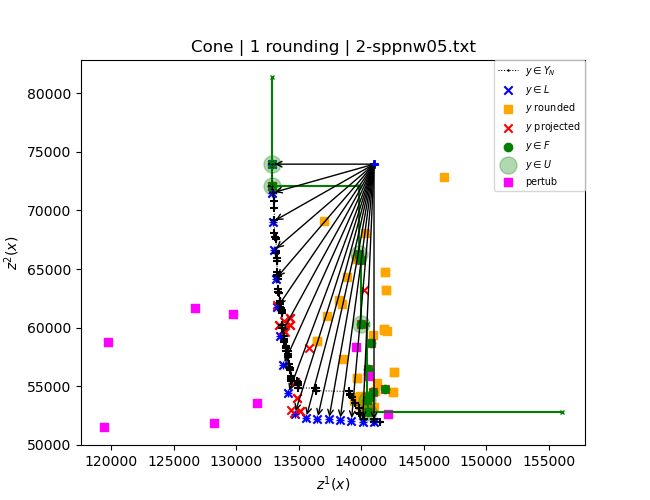 Cone | 1 rounding | 2-sppnw05.txt
80000
75000
70000
65000
60000
55000
50000
z²(x)
120000 125000 130000 135000 140000 145000 150000 155000
z¹(x)
y ∈ Y_N
y ∈ L
y rounded
y projected
y ∈ F
y ∈ U
pertub